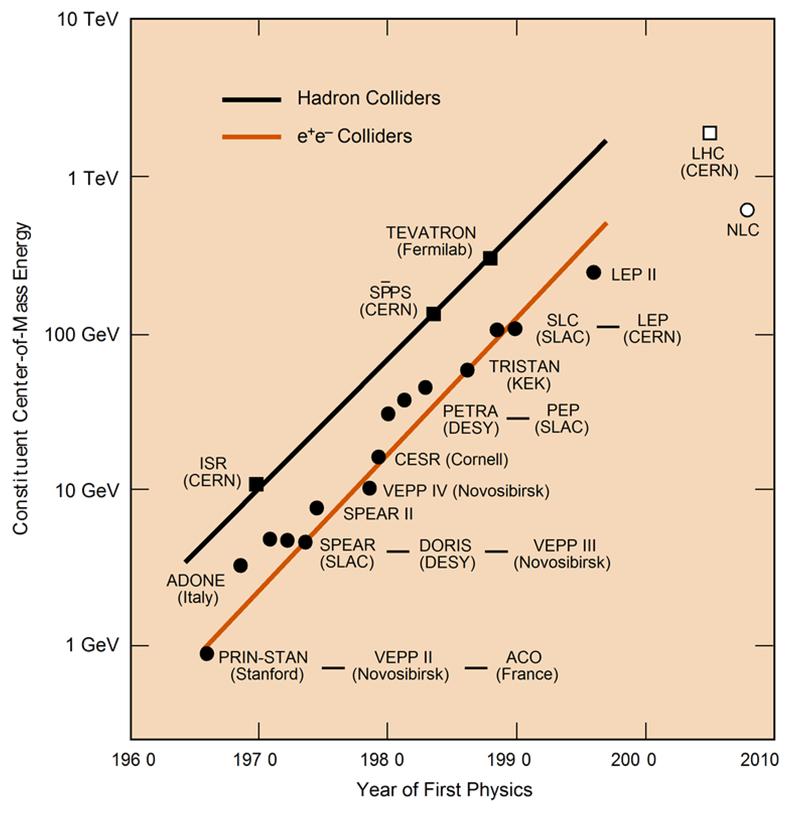 10 TeV
Hadron Colliders
e⁺e⁻ Colliders
LHC
(CERN)
1 TeV
NLC
TEVATRON
(Fermilab)
LEP II
SP̅PS
(CERN)
100 GeV
SLC — LEP
(SLAC) (CERN)
TRISTAN
(KEK)
PETRA — PEP
(DESY) (SLAC)
ISR
(CERN)
CESR (Cornell)
10 GeV
VEPP IV (Novosibirsk)
SPEAR II
SPEAR — DORIS — VEPP III
(SLAC) (DESY) (Novosibirsk)
ADONE
(Italy)
1 GeV
PRIN-STAN — VEPP II — ACO
(Stanford) (Novosibirsk) (France)
196 0 197 0 198 0 199 0 200 0 2010
Year of First Physics
Constituent Center-of-Mass Energy